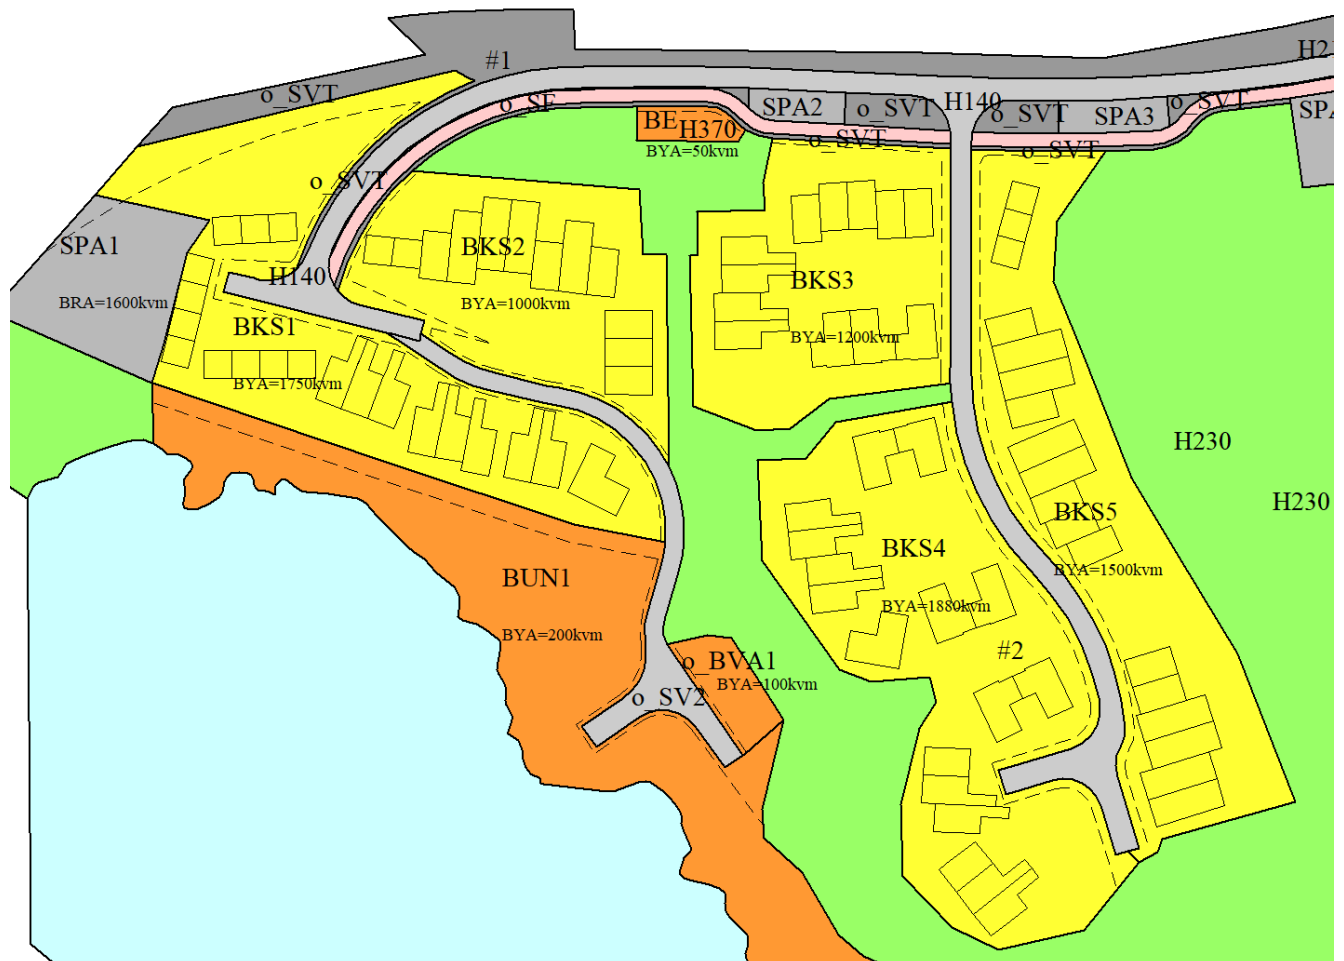 #1
H21
o_SVT
o_SF
SPA2
o_SVT
H140
o_SVT
SPA3
o_SVT
SPA
BE
H370
BYA=50kvm
o_SVT
o_SVT
o_SVT
SPA1
BKS2
H140
BKS3
BRA=1600kvm
BYA=1000kvm
BKS1
BYA=1200kvm
BYA=1750kvm
H230
H230
BKS5
BKS4
BYA=1500kvm
BUN1
BYA=1880kvm
BYA=200kvm
#2
o_BVA1
BYA=100kvm
o_SV2